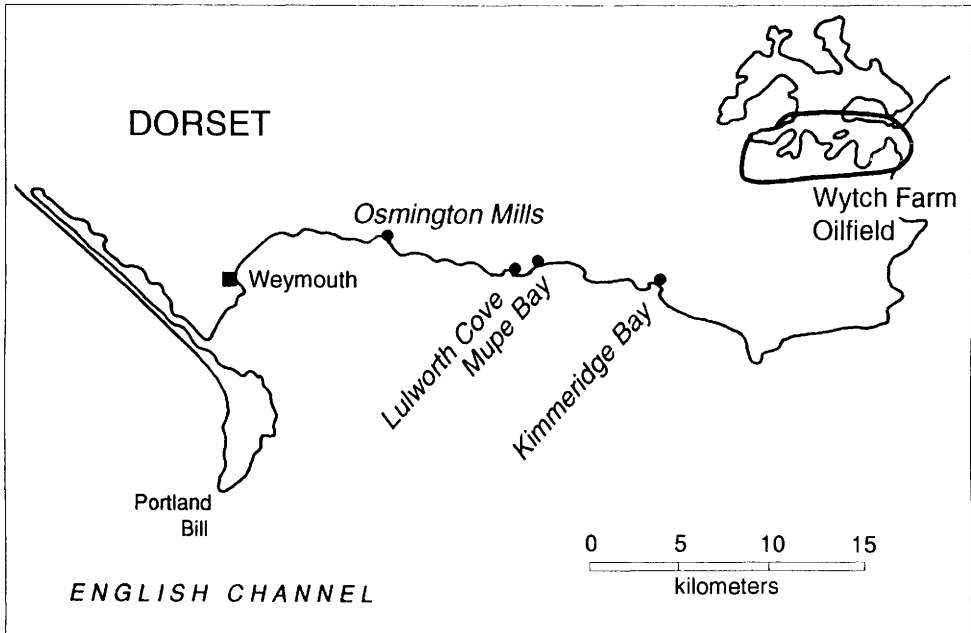 DORSET
Wytch Farm
Oilfield
Osmington Mills
Weymouth
Lulworth Cove
Mupe Bay
Kimmeridge Bay
Portland
Bill
0 5 10 15
kilometers
ENGLISH CHANNEL